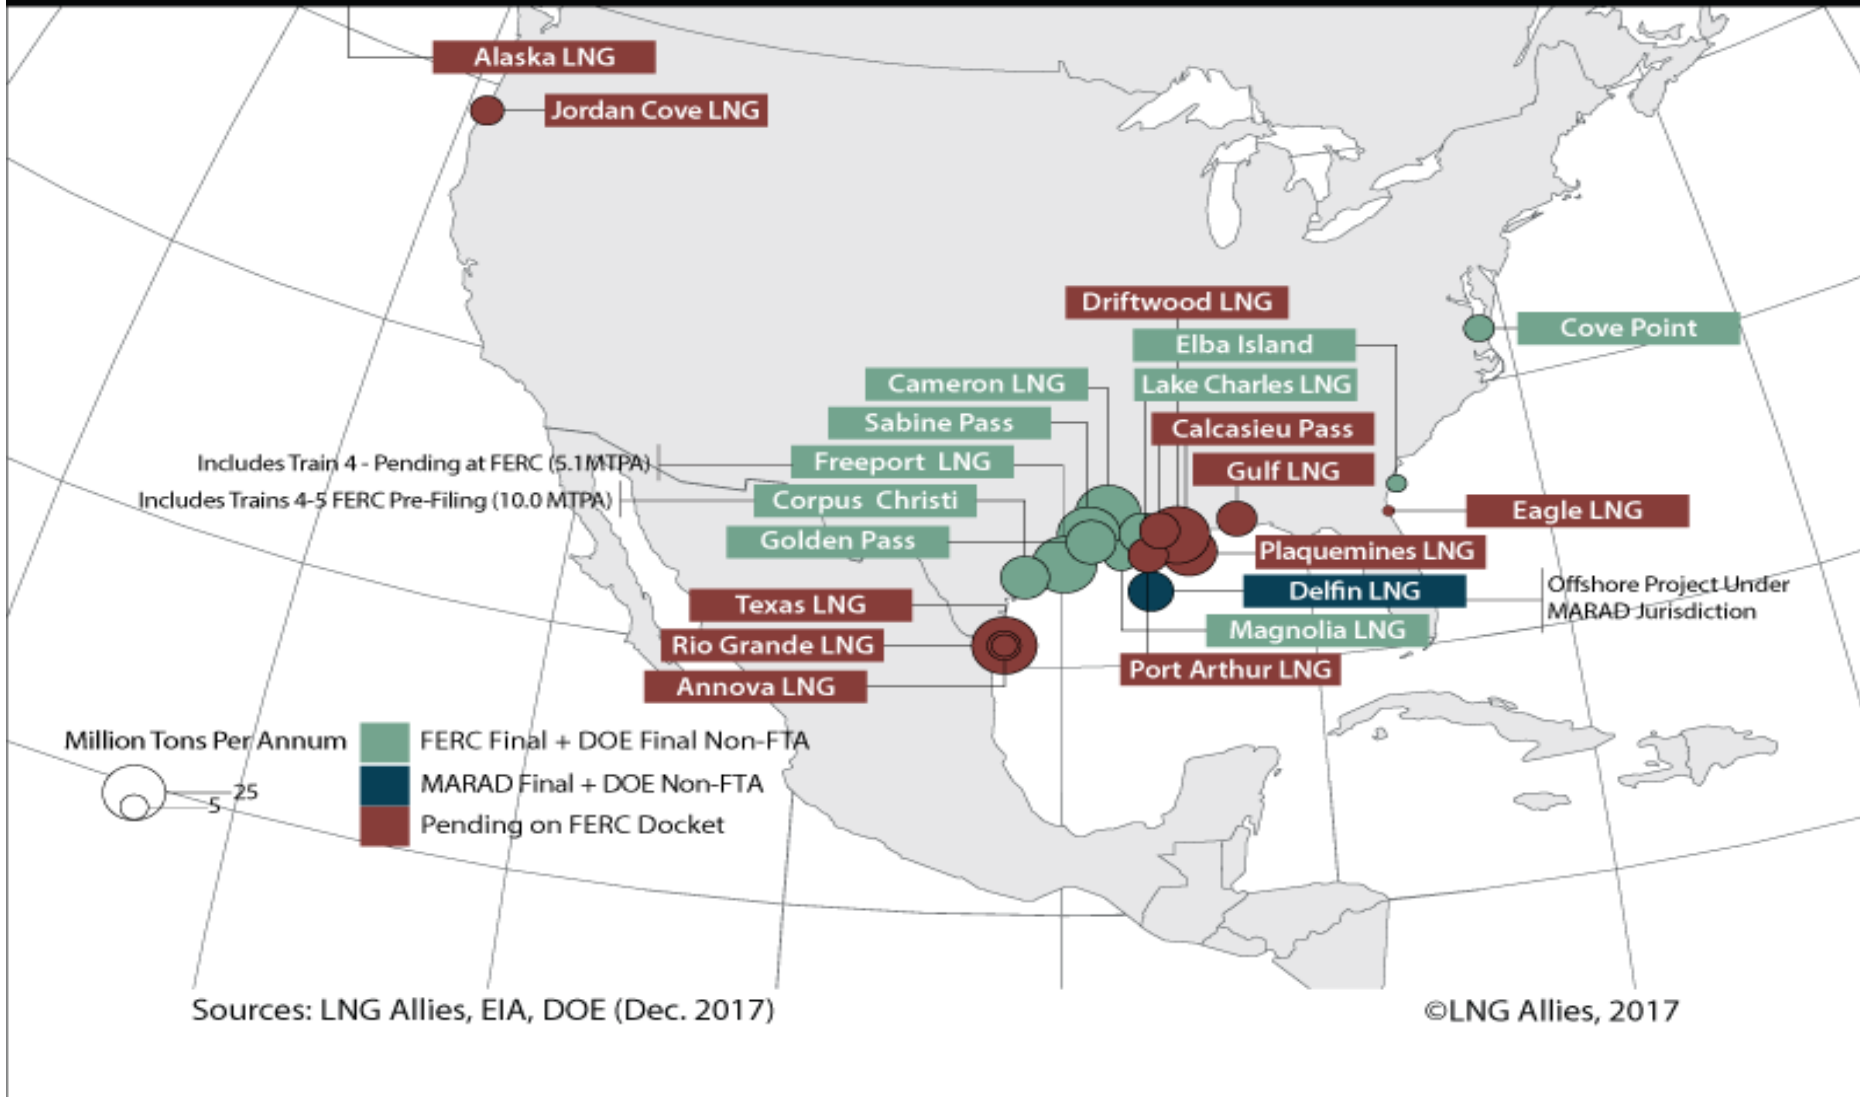 Alaska LNG
Jordan Cove LNG
Driftwood LNG
Elba Island
Cove Point
Cameron LNG
Lake Charles LNG
Sabine Pass
Calcasieu Pass
Includes Train 4 - Pending at FERC (5.1MTPA)
Freeport LNG
Gulf LNG
Includes Trains 4-5 FERC Pre-Filing (10.0 MTPA)
Corpus Christi
Eagle LNG
Golden Pass
Plaquemines LNG
Delfin LNG
Offshore Project Under
MARAD Jurisdiction
Texas LNG
Magnolia LNG
Rio Grande LNG
Port Arthur LNG
Annova LNG
Million Tons Per Annum
25
5
FERC Final + DOE Final Non-FTA
MARAD Final + DOE Non-FTA
Pending on FERC Docket
Sources: LNG Allies, EIA, DOE (Dec. 2017)
©LNG Allies, 2017